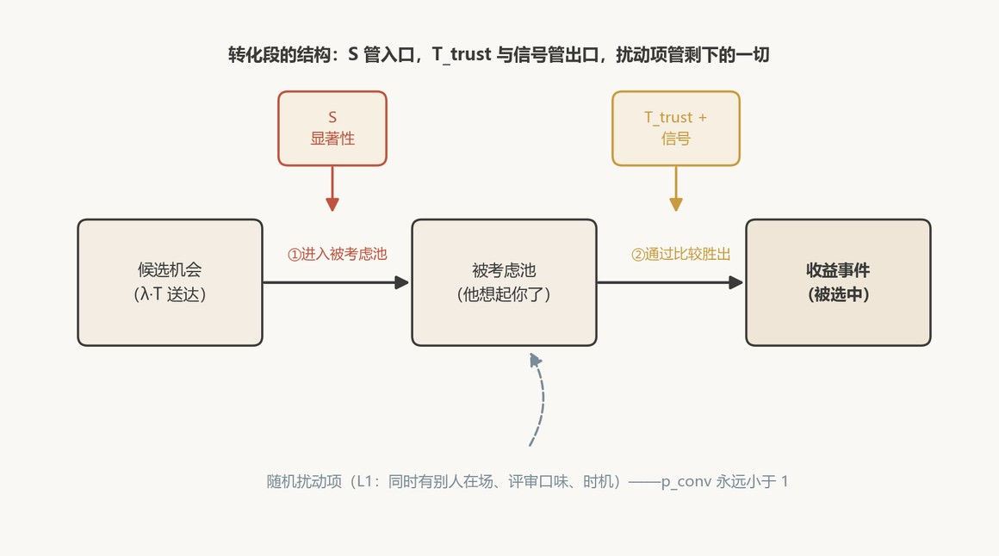 转化段的结构：S 管入口，T_trust 与信号管出口，扰动项管剩下的一切
S
显著性
T_trust +
信号
①进入被考虑池
②通过比较胜出
候选机会
（λ·T 送达）
被考虑池
（他想起你了）
收益事件
（被选中）
随机扰动项（L1：同时有别人在场、评审口味、时机）——p_conv 永远小于 1